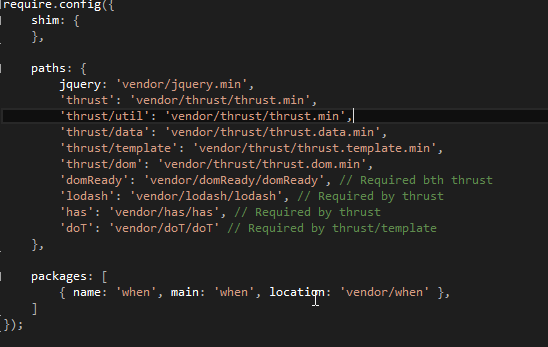 require.config({
shim: {
},
paths: {
jquery: 'vendor/jquery.min',
'thrust': 'vendor/thrust/thrust.min',
'thrust/util': 'vendor/thrust/thrust.min',
'thrust/data': 'vendor/thrust/thrust.data.min',
'thrust/template': 'vendor/thrust/thrust.template.min',
'thrust/dom': 'vendor/thrust/thrust.dom.min',
'domReady': 'vendor/domReady/domReady', // Required bth thrust
'lodash': 'vendor/lodash/lodash', // Required by thrust
'has': 'vendor/has/has', // Required by thrust
'doT': 'vendor/doT/doT' // Required by thrust/template
},
packages: [
{ name: 'when', main: 'when', location: 'vendor/when' },
]
});